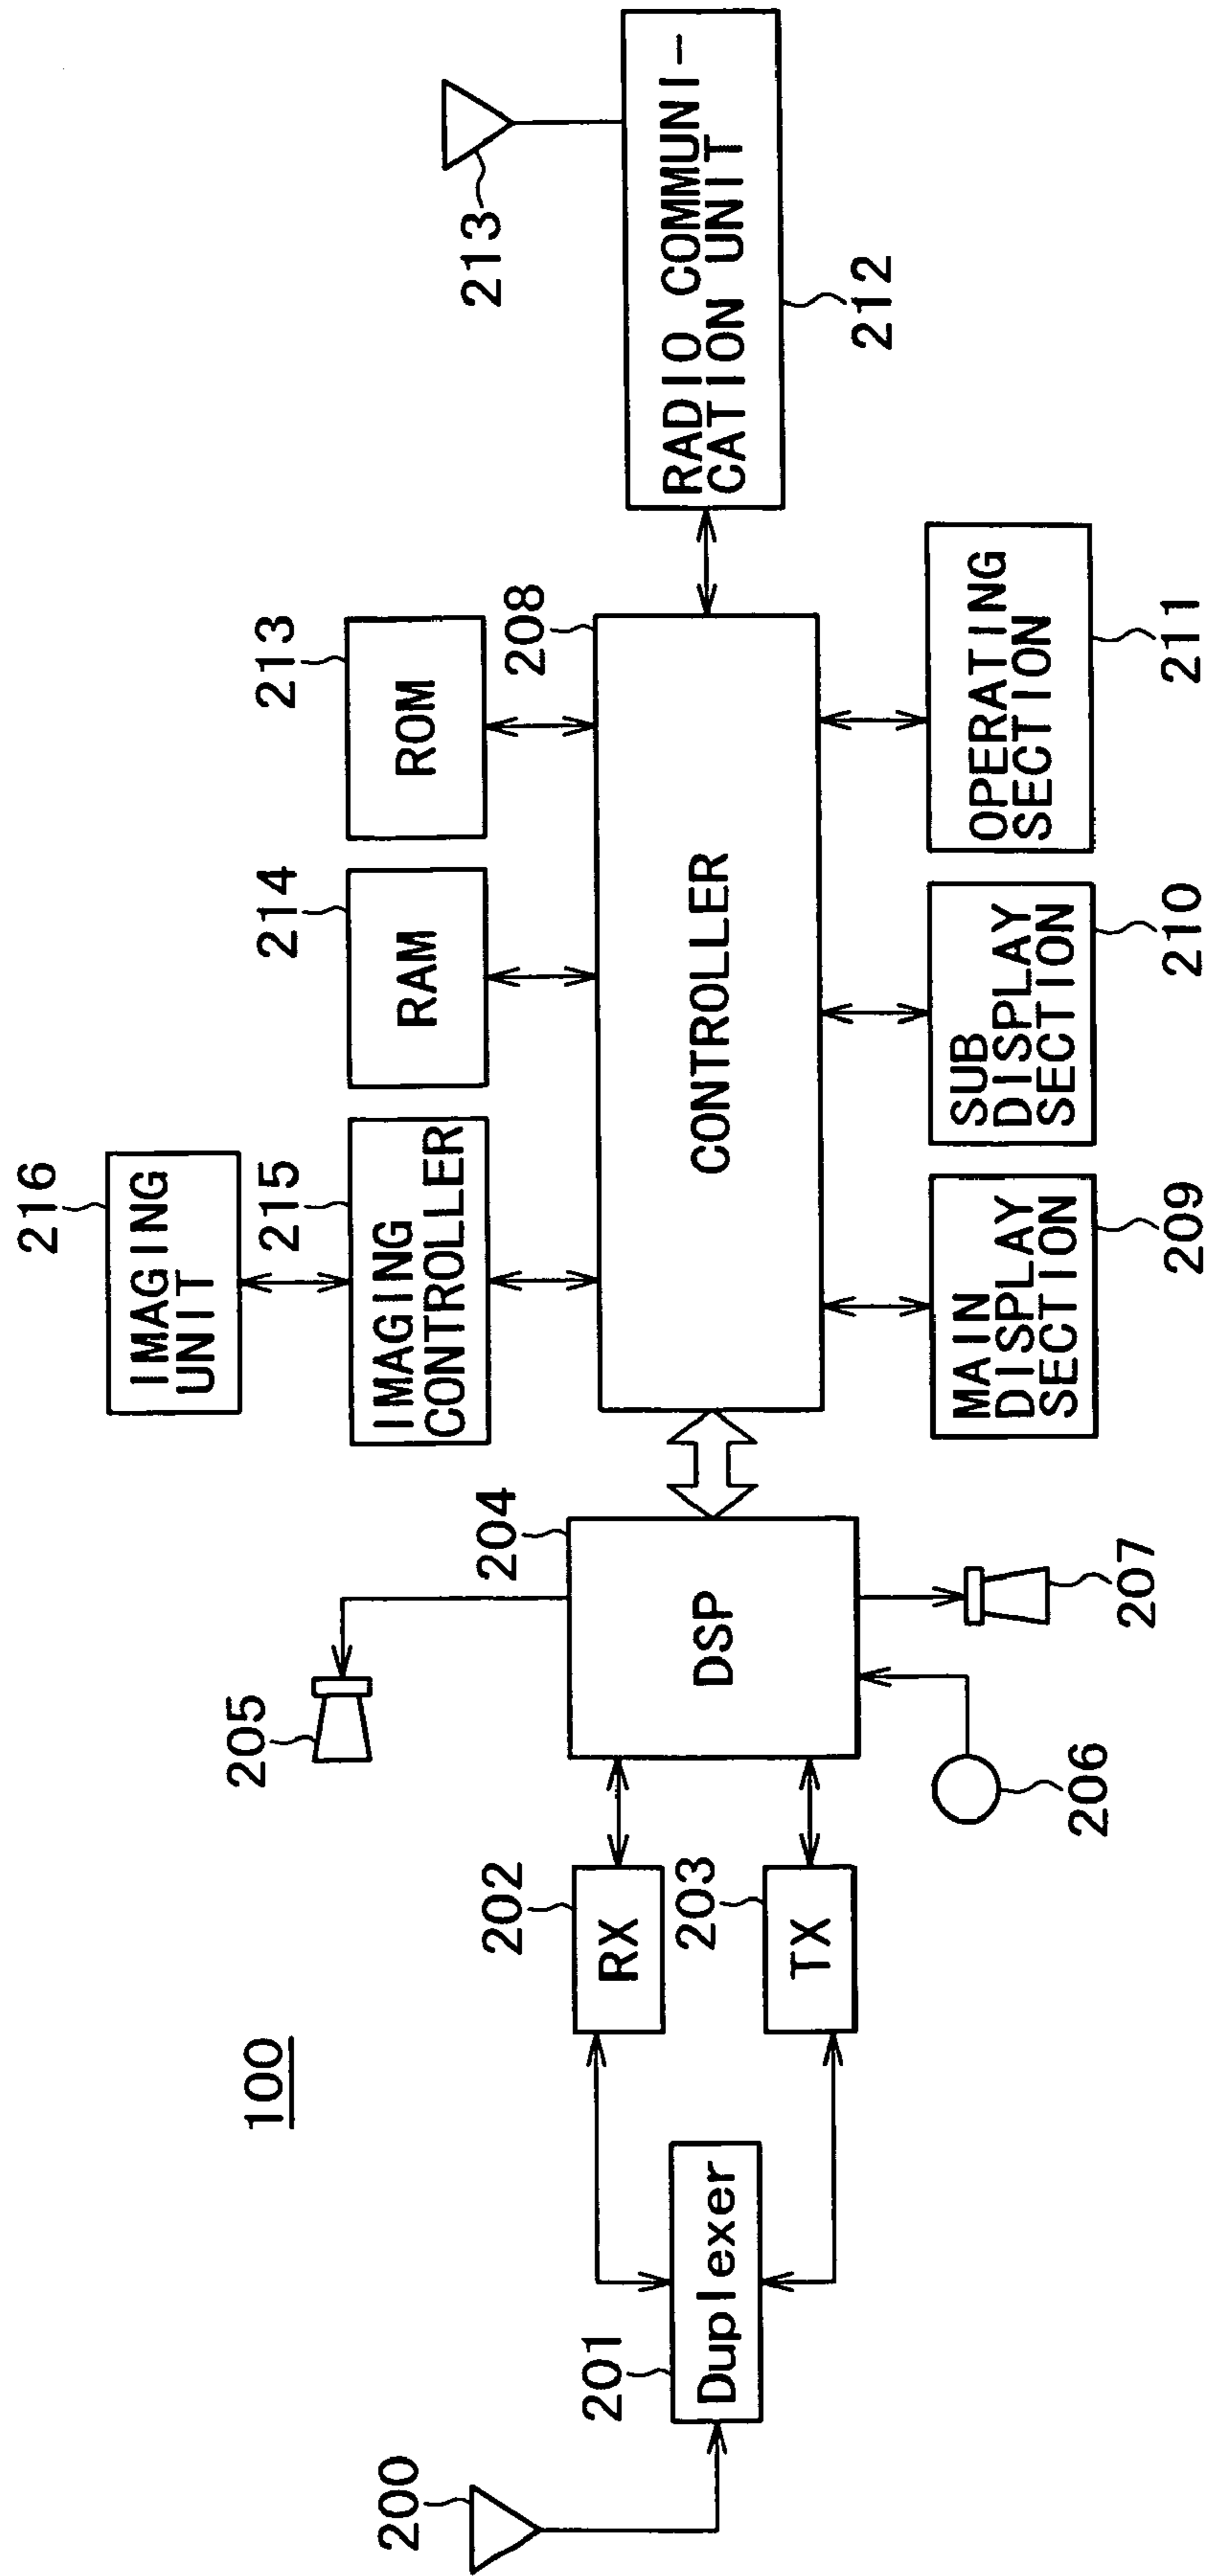 100
216
IMAGING
UNIT
205
215
IMAGING
CONTROLLER
214
RAM
213
ROM
213
200
201
Duplexer
202
RX
203
TX
204
DSP
208
CONTROLLER
RADIO COMMUNI-
CATION UNIT
212
206
207
MAIN
DISPLAY
SECTION
209
SUB
DISPLAY
SECTION
210
OPERATING
SECTION
211